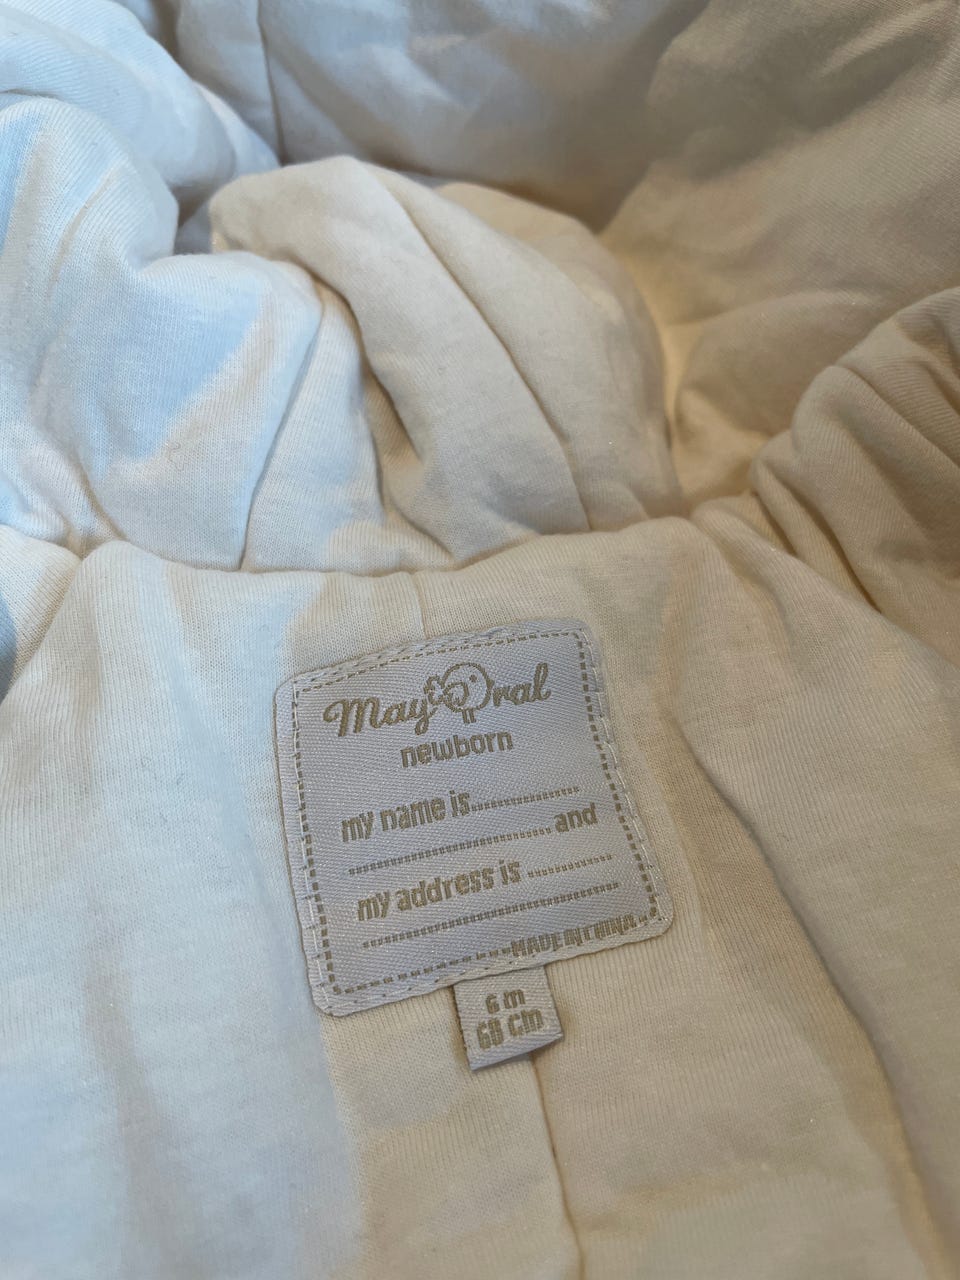 Mayoral
newborn
my name is....................
.............................. and
my address is ..............
........................................
MADE IN CHINA
6 m
68 cm